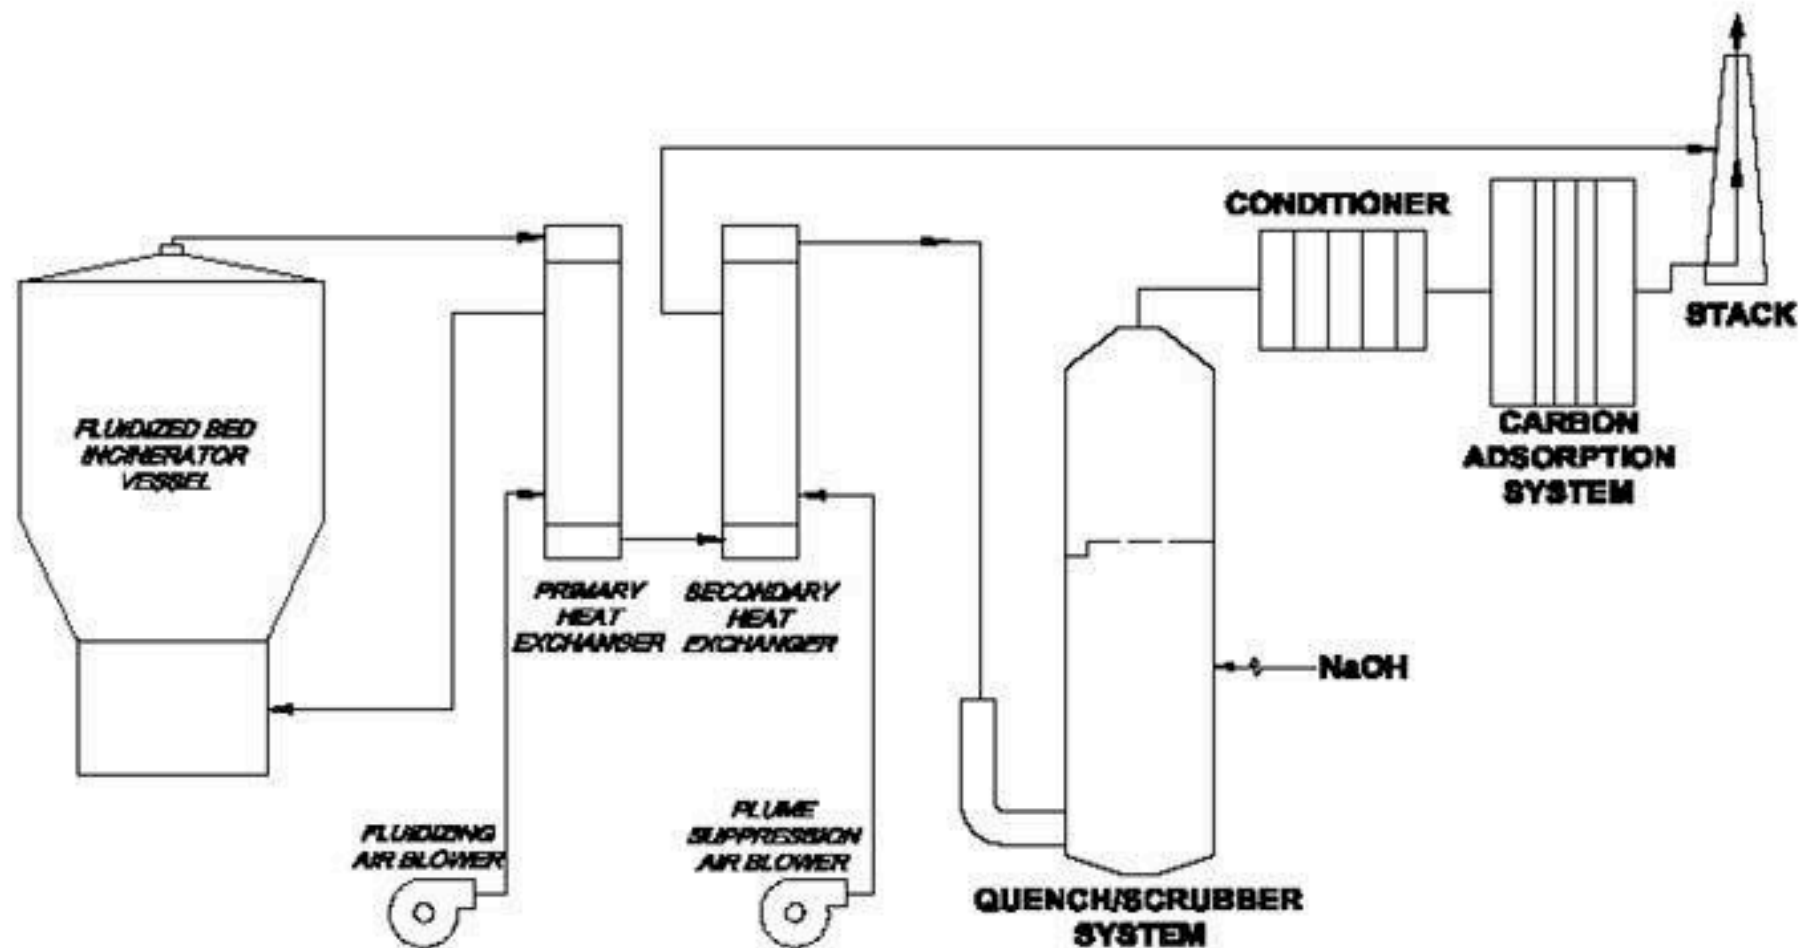 CONDITIONER
STACK
FLUIDIZED BED
INCINERATOR
VESSEL
CARBON
ADSORPTION
SYSTEM
PRIMARY
HEAT
EXCHANGER
SECONDARY
HEAT
EXCHANGER
NaOH
FLUIDIZING
AIR BLOWER
PLUME
SUPPRESSION
AIR BLOWER
QUENCH/SCRUBBER
SYSTEM